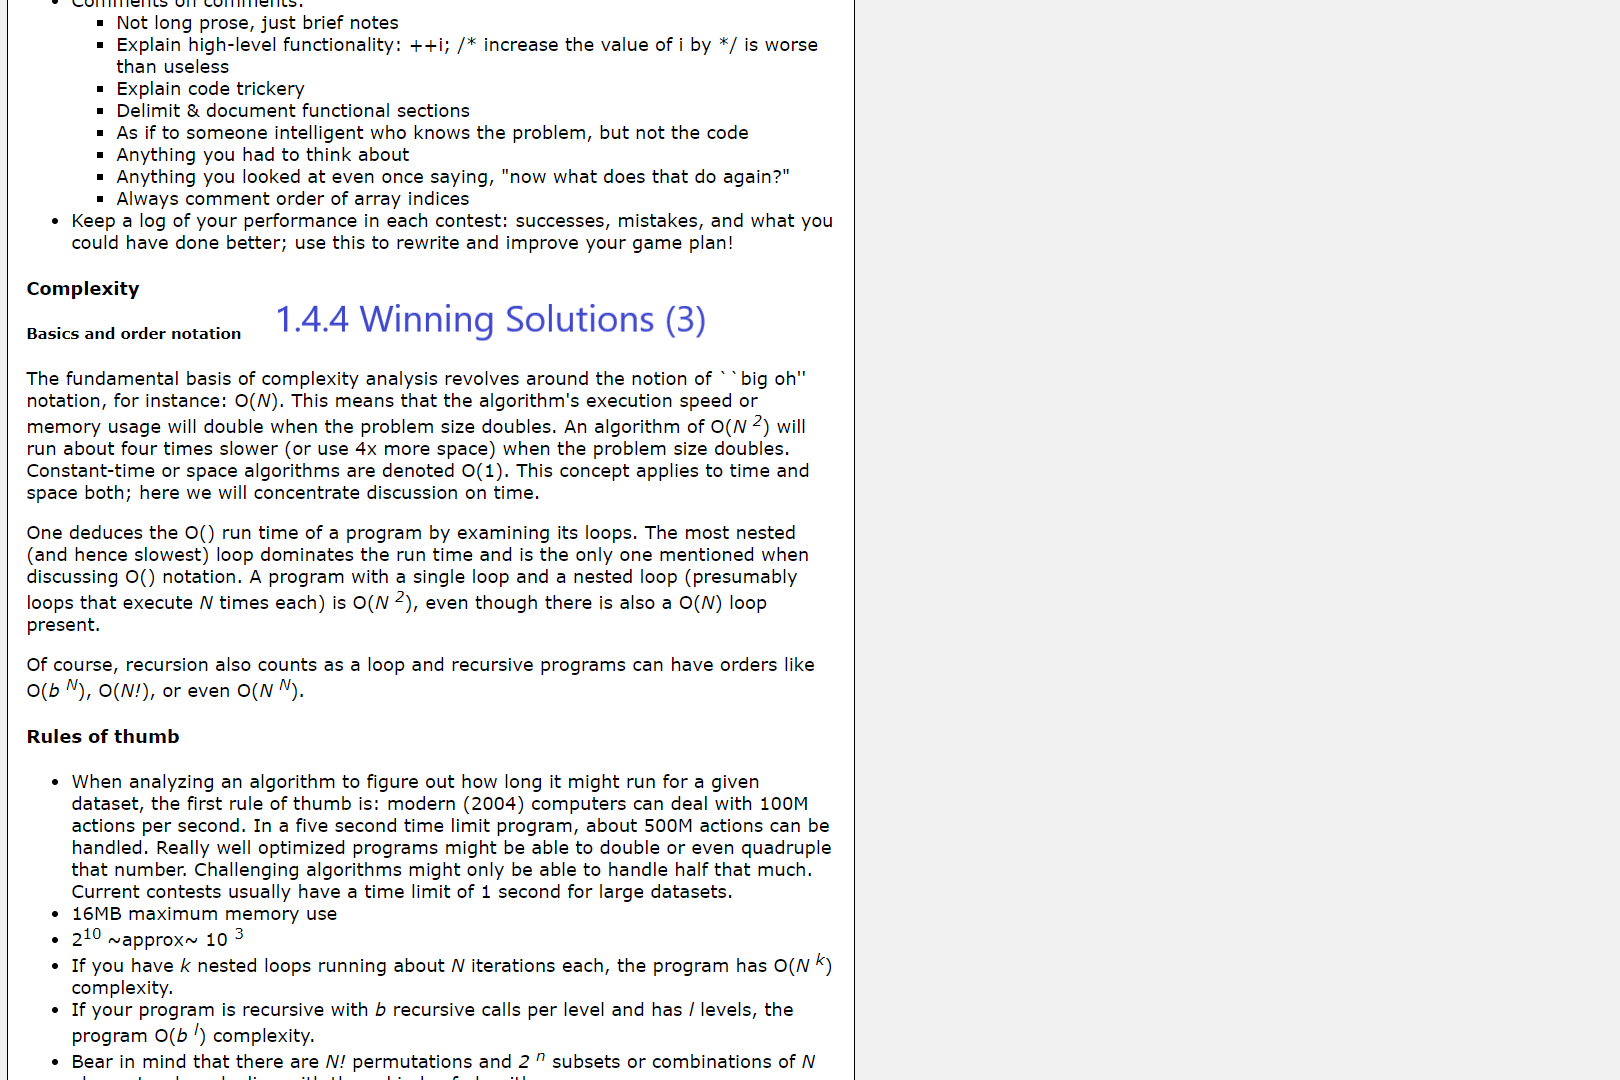 Comments on comments:
Not long prose, just brief notes
Explain high-level functionality: ++i; /* increase the value of i by */ is worse
than useless
Explain code trickery
Delimit & document functional sections
As if to someone intelligent who knows the problem, but not the code
Anything you had to think about
Anything you looked at even once saying, "now what does that do again?"
Always comment order of array indices
Keep a log of your performance in each contest: successes, mistakes, and what you
could have done better; use this to rewrite and improve your game plan!
Complexity
1.4.4 Winning Solutions (3)
Basics and order notation
The fundamental basis of complexity analysis revolves around the notion of ``big oh''
notation, for instance: O(N). This means that the algorithm's execution speed or
memory usage will double when the problem size doubles. An algorithm of O(N ²) will
run about four times slower (or use 4x more space) when the problem size doubles.
Constant-time or space algorithms are denoted O(1). This concept applies to time and
space both; here we will concentrate discussion on time.
One deduces the O() run time of a program by examining its loops. The most nested
(and hence slowest) loop dominates the run time and is the only one mentioned when
discussing O() notation. A program with a single loop and a nested loop (presumably
loops that execute N times each) is O(N ²), even though there is also a O(N) loop
present.
Of course, recursion also counts as a loop and recursive programs can have orders like
O(b ᴺ), O(N!), or even O(N ᴺ).
Rules of thumb
When analyzing an algorithm to figure out how long it might run for a given
dataset, the first rule of thumb is: modern (2004) computers can deal with 100M
actions per second. In a five second time limit program, about 500M actions can be
handled. Really well optimized programs might be able to double or even quadruple
that number. Challenging algorithms might only be able to handle half that much.
Current contests usually have a time limit of 1 second for large datasets.
16MB maximum memory use
2¹⁰ ~approx~ 10 ³
If you have k nested loops running about N iterations each, the program has O(N ᵏ)
complexity.
If your program is recursive with b recursive calls per level and has l levels, the
program O(b ˡ) complexity.
Bear in mind that there are N! permutations and 2 ⁿ subsets or combinations of N